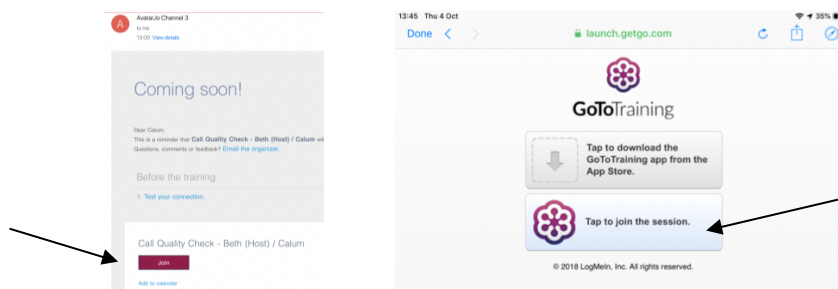 AvatarJo Channel 3
A
to me
13:00 View details
Coming soon!
Dear Calum,
This is a reminder that Call Quality Check - Beth (Host) / Calum wil
Questions, comments or feedback? Email the organizer.
Before the training
1. Test your connection.
Call Quality Check - Beth (Host) / Calum
Join
Add to calendar
13:45 Thu 4 Oct
35%
Done
launch.getgo.com
GoToTraining
Tap to download the
GoToTraining app from the
App Store.
Tap to join the session.
© 2018 LogMeIn, Inc. All rights reserved.